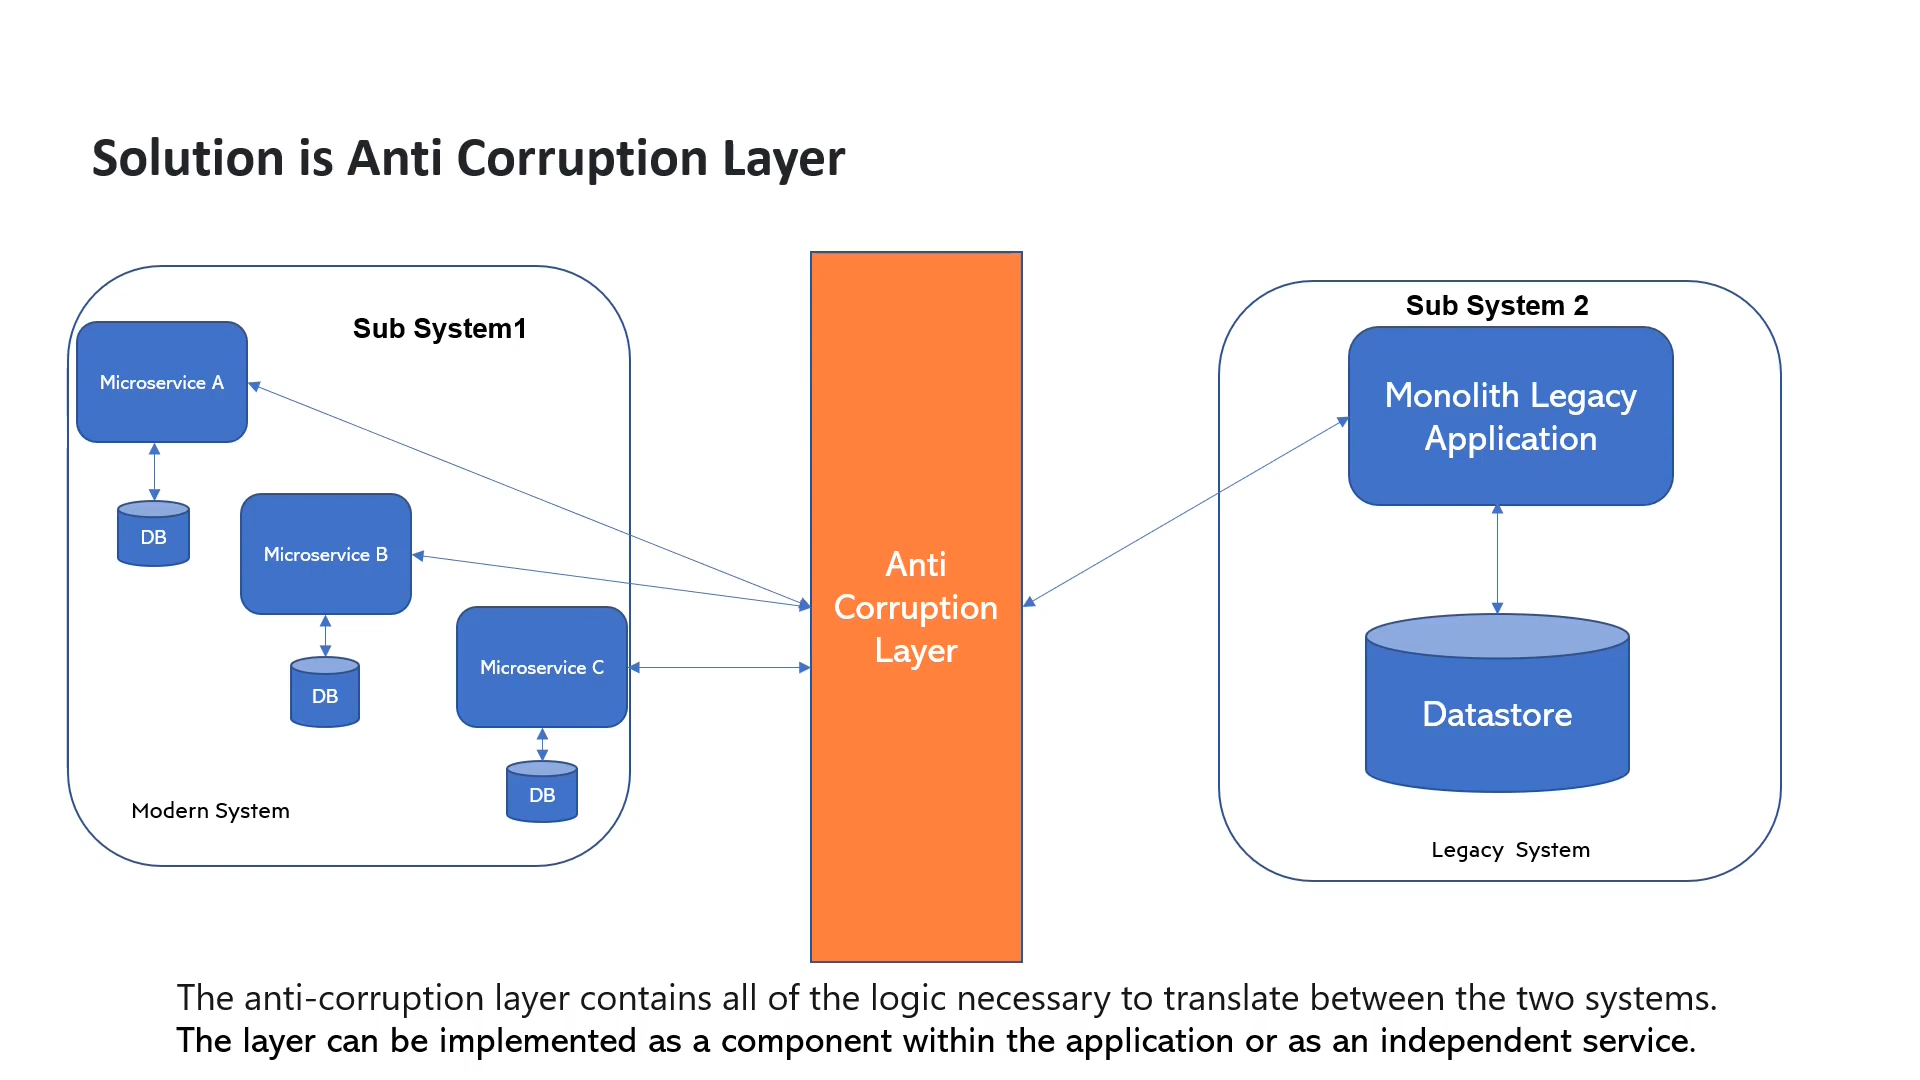 Solution is Anti Corruption Layer
Sub System1
Microservice A
DB
Microservice B
DB
Microservice C
DB
Modern System
Anti
Corruption
Layer
Sub System 2
Monolith Legacy
Application
Datastore
Legacy  System
The anti-corruption layer contains all of the logic necessary to translate between the two systems.
The layer can be implemented as a component within the application or as an independent service.